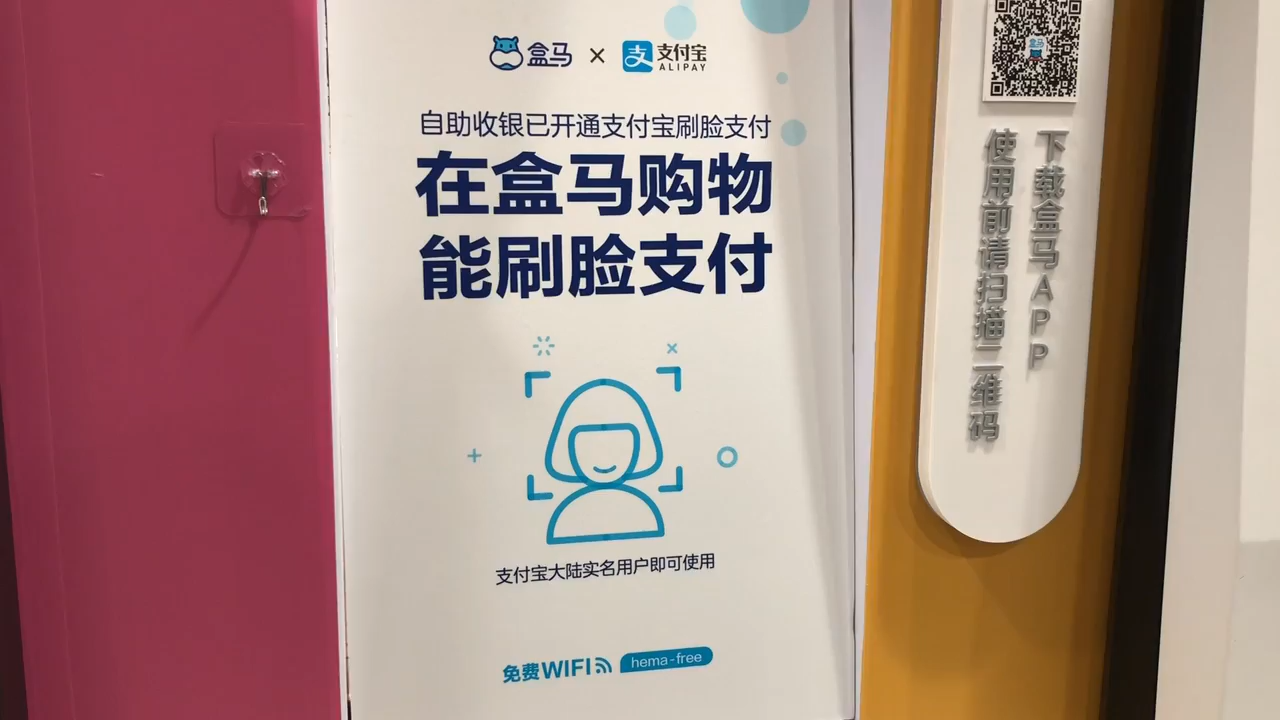 盒马 × 支付宝
ALIPAY
自助收银已开通支付宝刷脸支付
在盒马购物
能刷脸支付
支付宝大陆实名用户即可使用
免费WIFI hema-free
下载盒马APP
使用前请扫描二维码